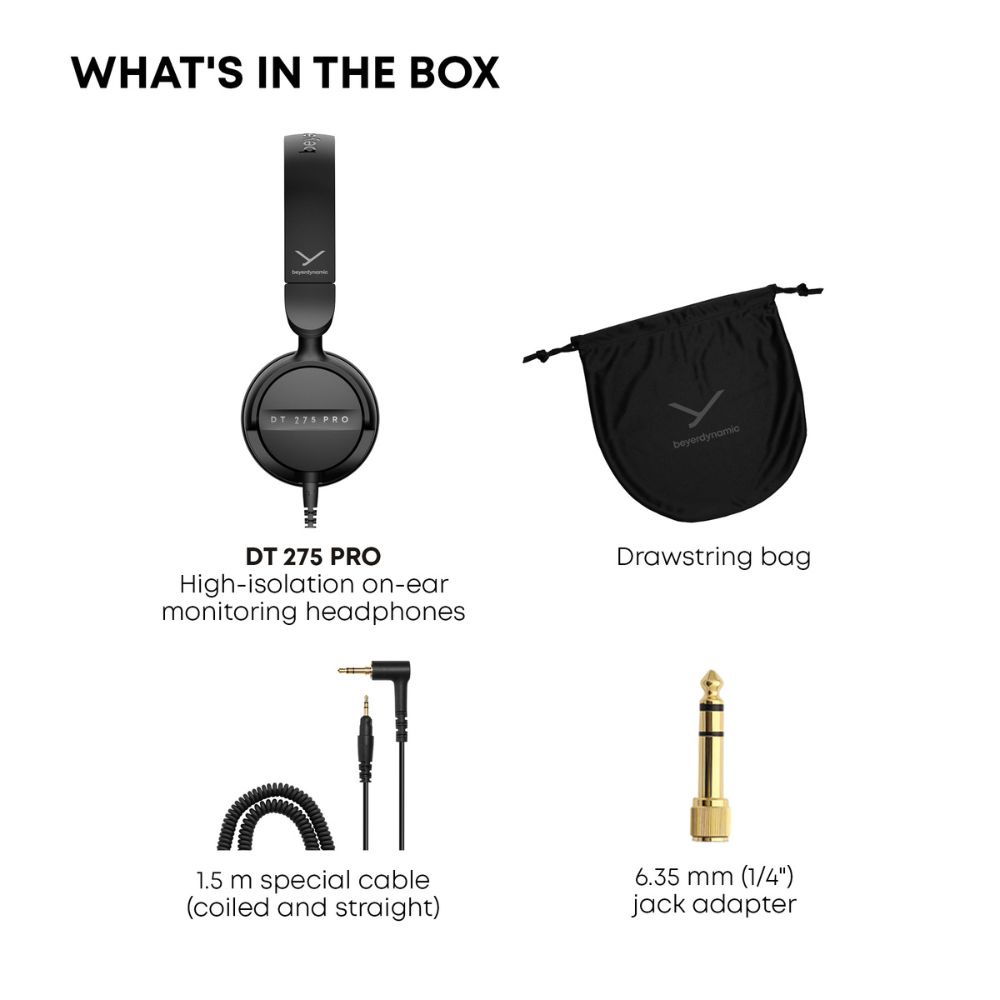 WHAT'S IN THE BOX
beye
beyerdynamic
DT 275 PRO
beyerdynamic
DT 275 PRO
High-isolation on-ear
monitoring headphones
Drawstring bag
1.5 m special cable
(coiled and straight)
6.35 mm (1/4")
jack adapter